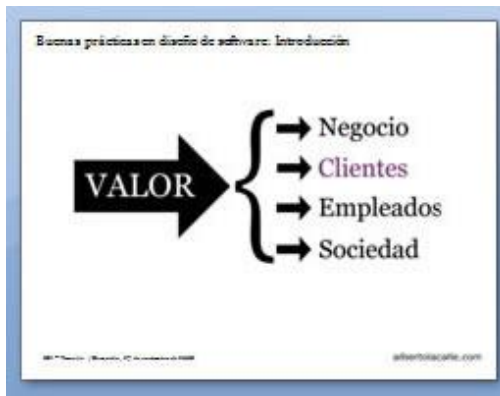 Buenas prácticas en diseño de software: Introducción
VALOR
Negocio
Clientes
Empleados
Sociedad
albertolacalle.com